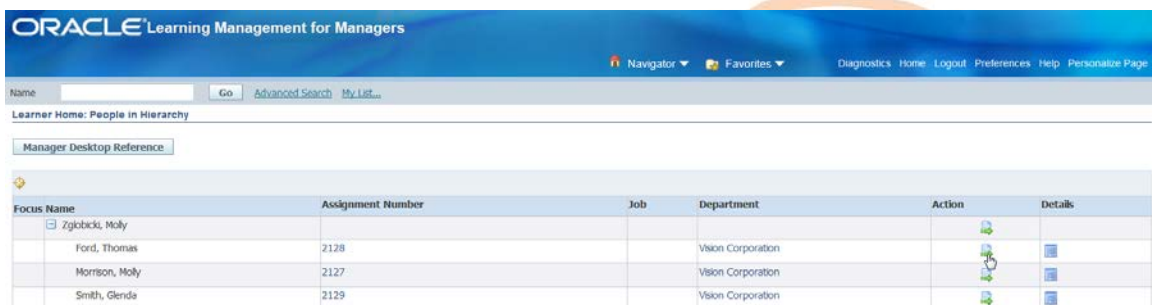 ORACLE Learning Management for Managers
Navigator Favorites Diagnostics Home Logout Preferences Help Personalize Page
Name Go Advanced Search My List...
Learner Home: People in Hierarchy
Manager Desktop Reference
Focus Name Assignment Number Job Department Action Details
Zglobicki, Molly
Ford, Thomas 2128 Vision Corporation
Morrison, Molly 2127 Vision Corporation
Smith, Glenda 2129 Vision Corporation